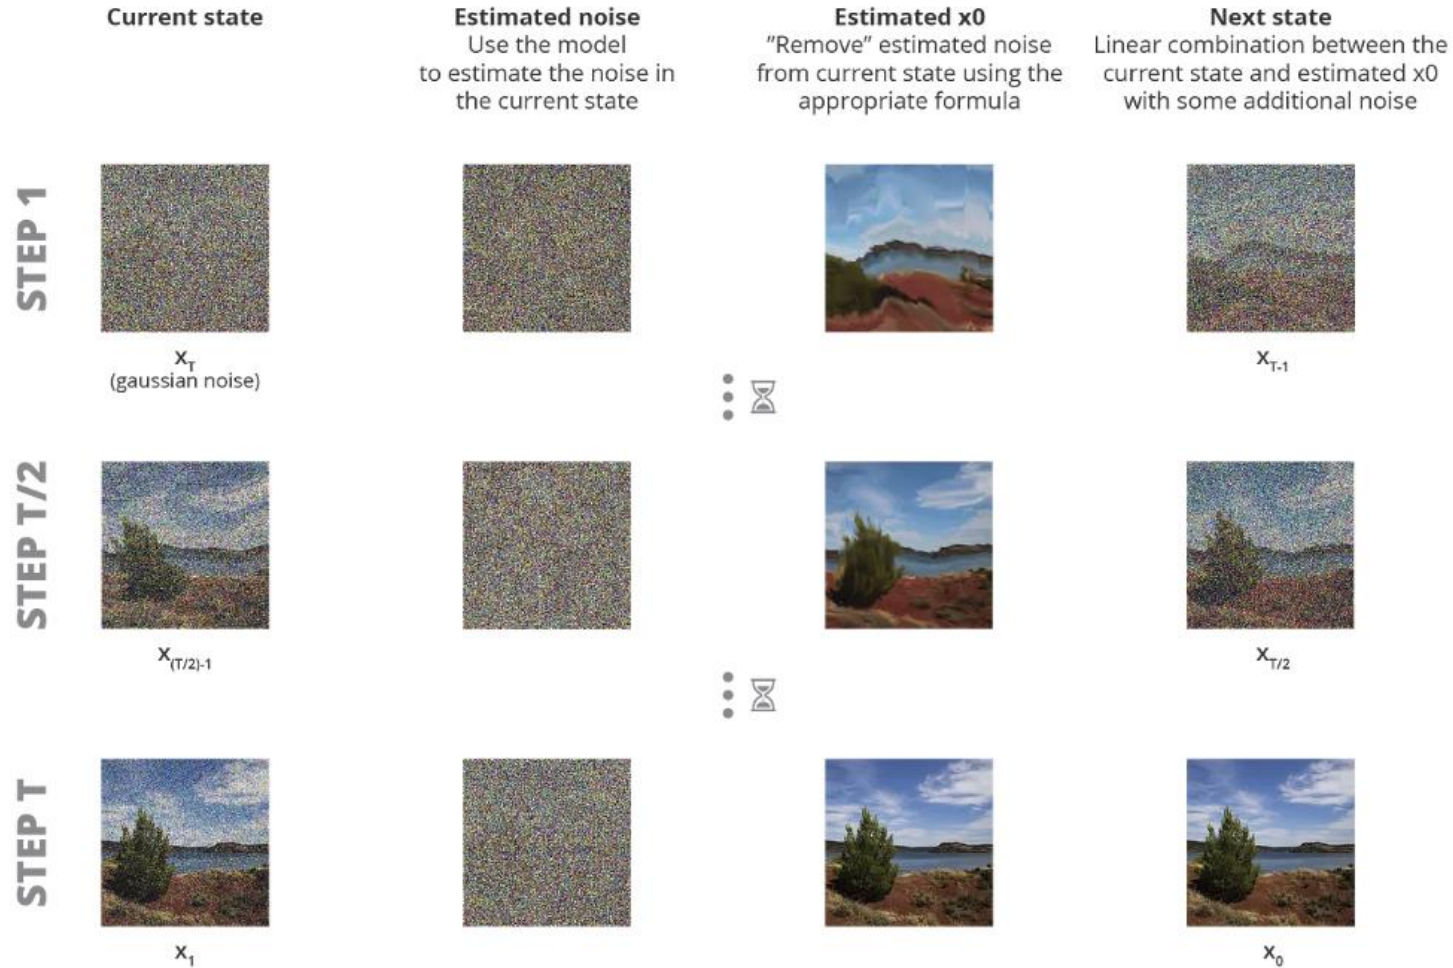 Current state
Estimated noise
Use the model
to estimate the noise in
the current state
Estimated x0
”Remove” estimated noise
from current state using the
appropriate formula
Next state
Linear combination between the
current state and estimated x0
with some additional noise
STEP 1
x_T
(gaussian noise)
x_T-1
STEP T/2
x_(T/2)-1
x_T/2
STEP T
x_1
x_0